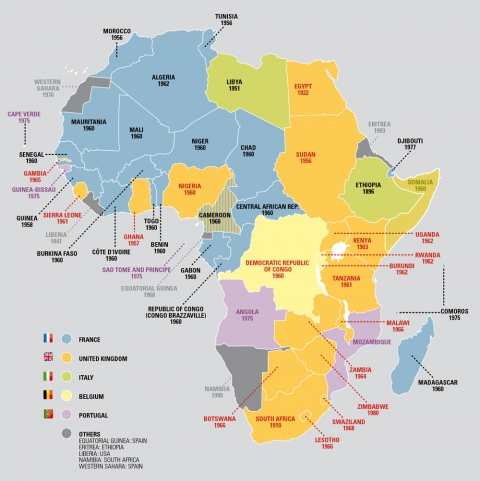 TUNISIA
1956
MOROCCO
1956
ALGERIA
1962
LIBYA
1951
EGYPT
1922
WESTERN
SAHARA
1976
CAPE VERDE
1975
MAURITANIA
1960
MALI
1960
NIGER
1960
CHAD
1960
SUDAN
1956
ERITREA
1993
DJIBOUTI
1977
SENEGAL
1960
GAMBIA
1965
GUINEA-BISSAU
1975
GUINEA
1958
SIERRA LEONE
1961
LIBERIA
1847
BURKINA FASO
1960
CÔTE D'IVOIRE
1960
GHANA
1957
TOGO
1960
BENIN
1960
NIGERIA
1960
CAMEROON
1960
CENTRAL AFRICAN REP.
1960
ETHIOPIA
1896
SOMALIA
1960
SAO TOME AND PRINCIPE
1975
EQUATORIAL GUINEA
1968
GABON
1960
REPUBLIC OF CONGO
(CONGO BRAZZAVILLE)
1960
DEMOCRATIC REPUBLIC
OF CONGO
1960
UGANDA
1962
KENYA
1963
RWANDA
1962
BURUNDI
1962
TANZANIA
1961
COMOROS
1975
ANGOLA
1975
MALAWI
1966
MOZAMBIQUE
ZAMBIA
1964
MADAGASCAR
1960
ZIMBABWE
1980
NAMIBIA
1990
BOTSWANA
1966
SOUTH AFRICA
1910
SWAZILAND
1968
LESOTHO
1966
FRANCE
UNITED KINGDOM
ITALY
BELGIUM
PORTUGAL
OTHERS
EQUATORIAL GUINEA: SPAIN
ERITREA: ETHIOPIA
LIBERIA: USA
NAMIBIA: SOUTH AFRICA
WESTERN SAHARA: SPAIN